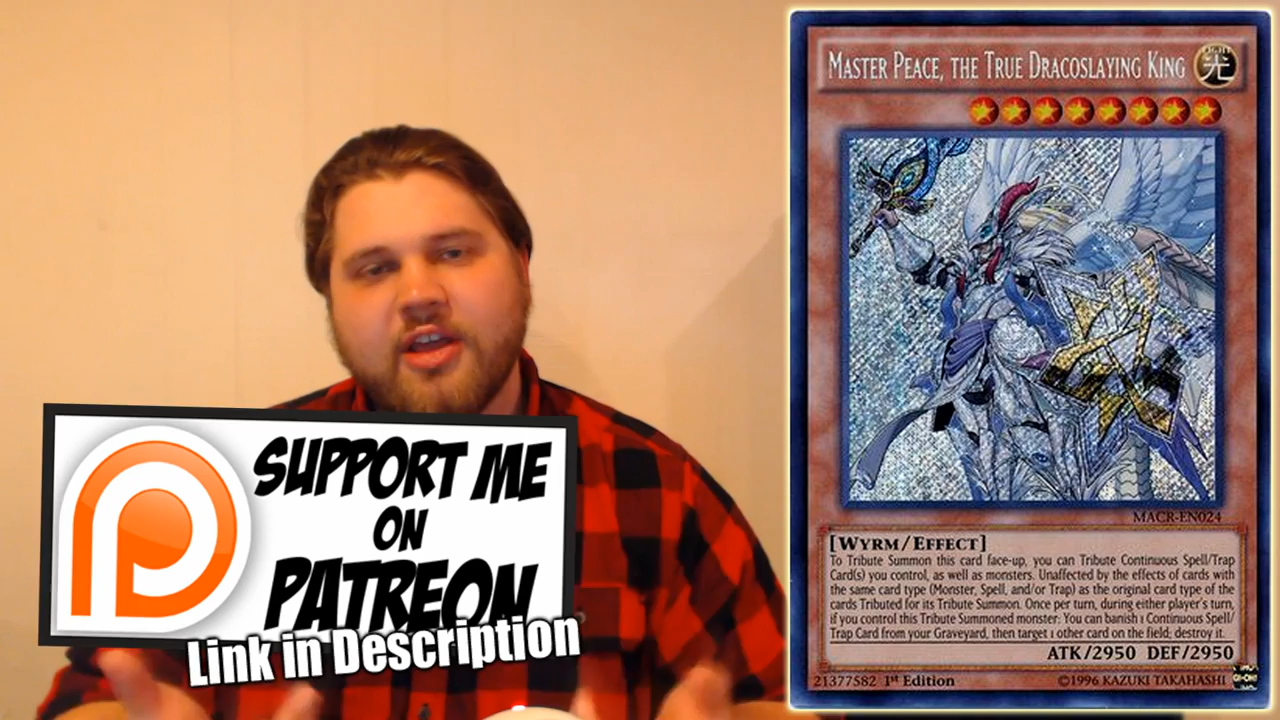 SUPPORT ME
ON
PATREON
Link in Description
MASTER PEACE, THE TRUE DRACOSLAYING KING
LIGHT
光
MACR-EN024
[WYRM/EFFECT]
To Tribute Summon this card face-up, you can Tribute Continuous Spell/Trap
Card(s) you control, as well as monsters. Unaffected by the effects of cards with
the same card type (Monster, Spell, and/or Trap) as the original card type of the
cards Tributed for its Tribute Summon. Once per turn, during either player's turn,
if you control this Tribute Summoned monster: You can banish 1 Continuous Spell/
Trap Card from your Graveyard, then target 1 other card on the field; destroy it.
ATK/2950 DEF/2950
21377582 1st Edition ©1996 KAZUKI TAKAHASHI